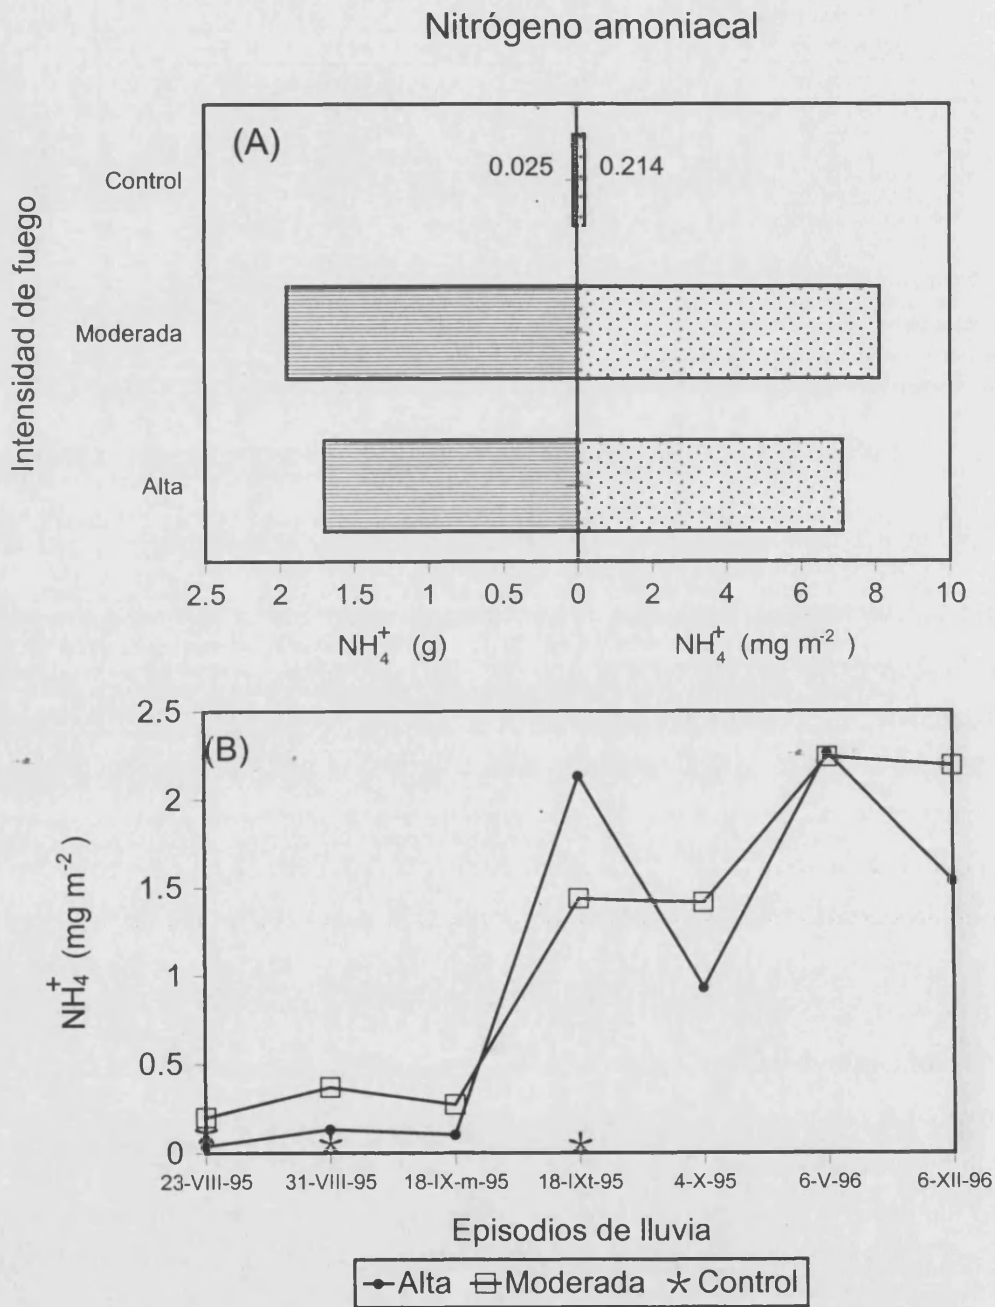 Nitrógeno amoniacal
(A)
Intensidad de fuego
Control
0.025
0.214
Moderada
Alta
2.5 2 1.5 1 0.5 0 2 4 6 8 10
NH4+ (g) NH4+ (mg m-2)
(B)
NH4+ (mg m-2)
2.5
2
1.5
1
0.5
0
23-VIII-95 31-VIII-95 18-IX-m-95 18-IXt-95 4-X-95 6-V-96 6-XII-96
Episodios de lluvia
Alta Moderada Control